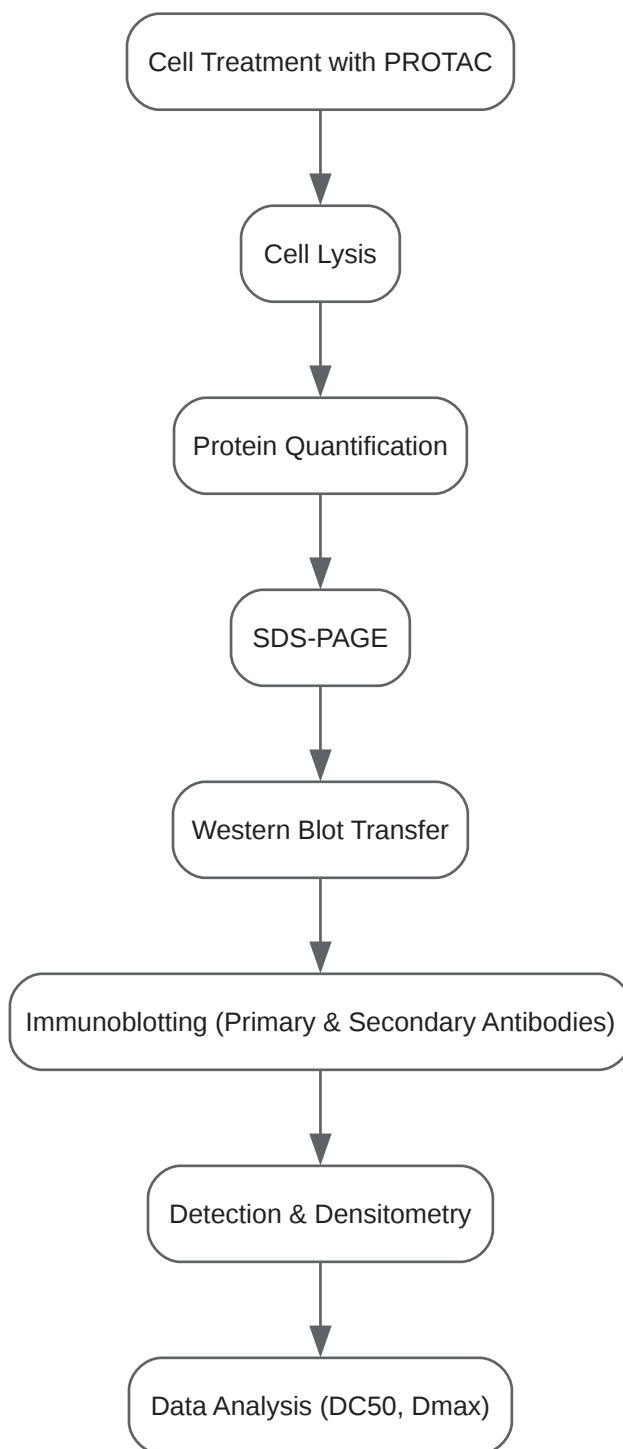 Cell Treatment with PROTAC
Cell Lysis
Protein Quantification
SDS-PAGE
Western Blot Transfer
Immunoblotting (Primary & Secondary Antibodies)
Detection & Densitometry
Data Analysis (DC50, Dmax)